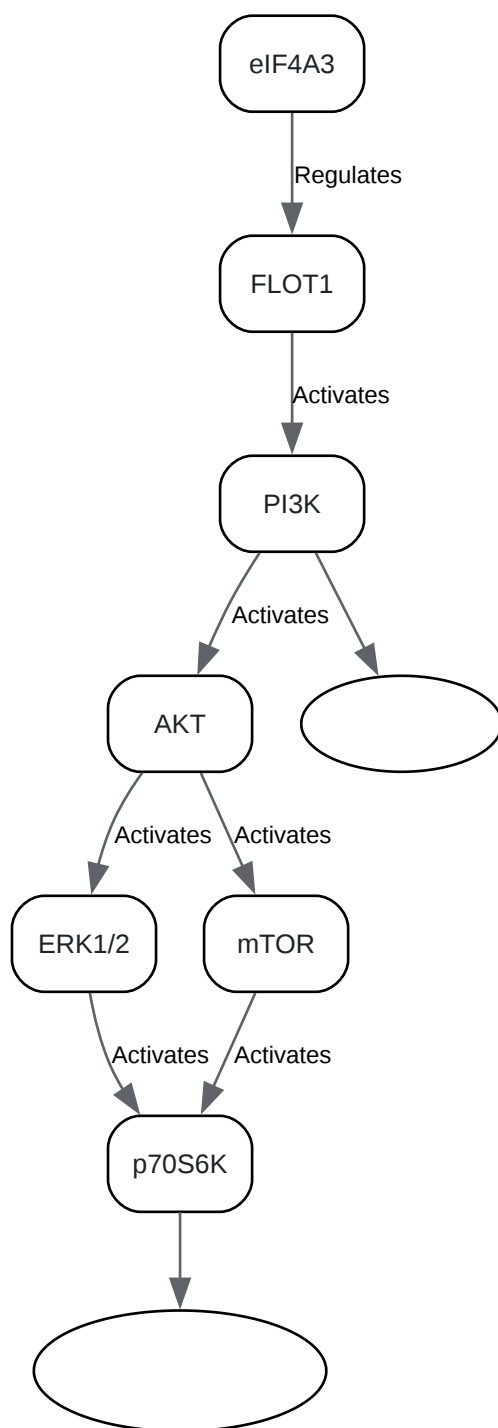 eIF4A3
Regulates
FLOT1
Activates
PI3K
Activates
AKT
Activates
Activates
ERK1/2
mTOR
Activates
Activates
p70S6K